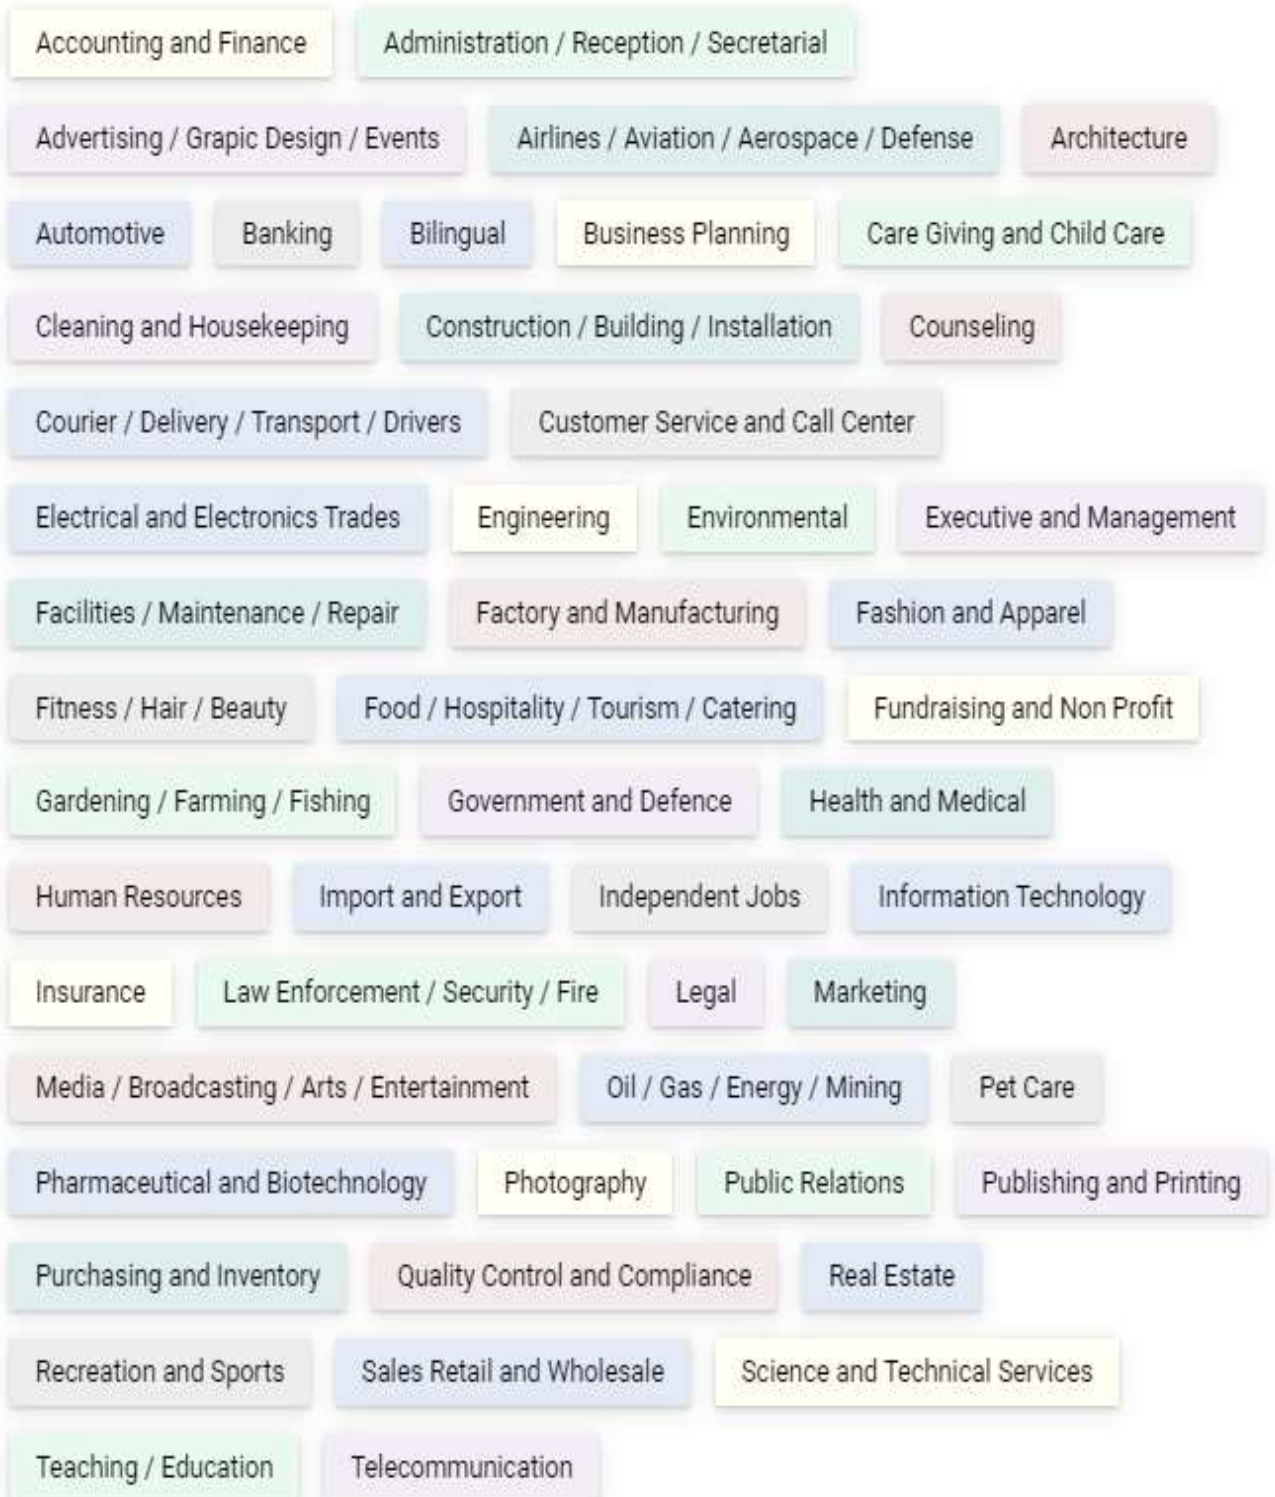 Accounting and Finance Administration / Reception / Secretarial
Advertising / Grapic Design / Events Airlines / Aviation / Aerospace / Defense Architecture
Automotive Banking Bilingual Business Planning Care Giving and Child Care
Cleaning and Housekeeping Construction / Building / Installation Counseling
Courier / Delivery / Transport / Drivers Customer Service and Call Center
Electrical and Electronics Trades Engineering Environmental Executive and Management
Facilities / Maintenance / Repair Factory and Manufacturing Fashion and Apparel
Fitness / Hair / Beauty Food / Hospitality / Tourism / Catering Fundraising and Non Profit
Gardening / Farming / Fishing Government and Defence Health and Medical
Human Resources Import and Export Independent Jobs Information Technology
Insurance Law Enforcement / Security / Fire Legal Marketing
Media / Broadcasting / Arts / Entertainment Oil / Gas / Energy / Mining Pet Care
Pharmaceutical and Biotechnology Photography Public Relations Publishing and Printing
Purchasing and Inventory Quality Control and Compliance Real Estate
Recreation and Sports Sales Retail and Wholesale Science and Technical Services
Teaching / Education Telecommunication